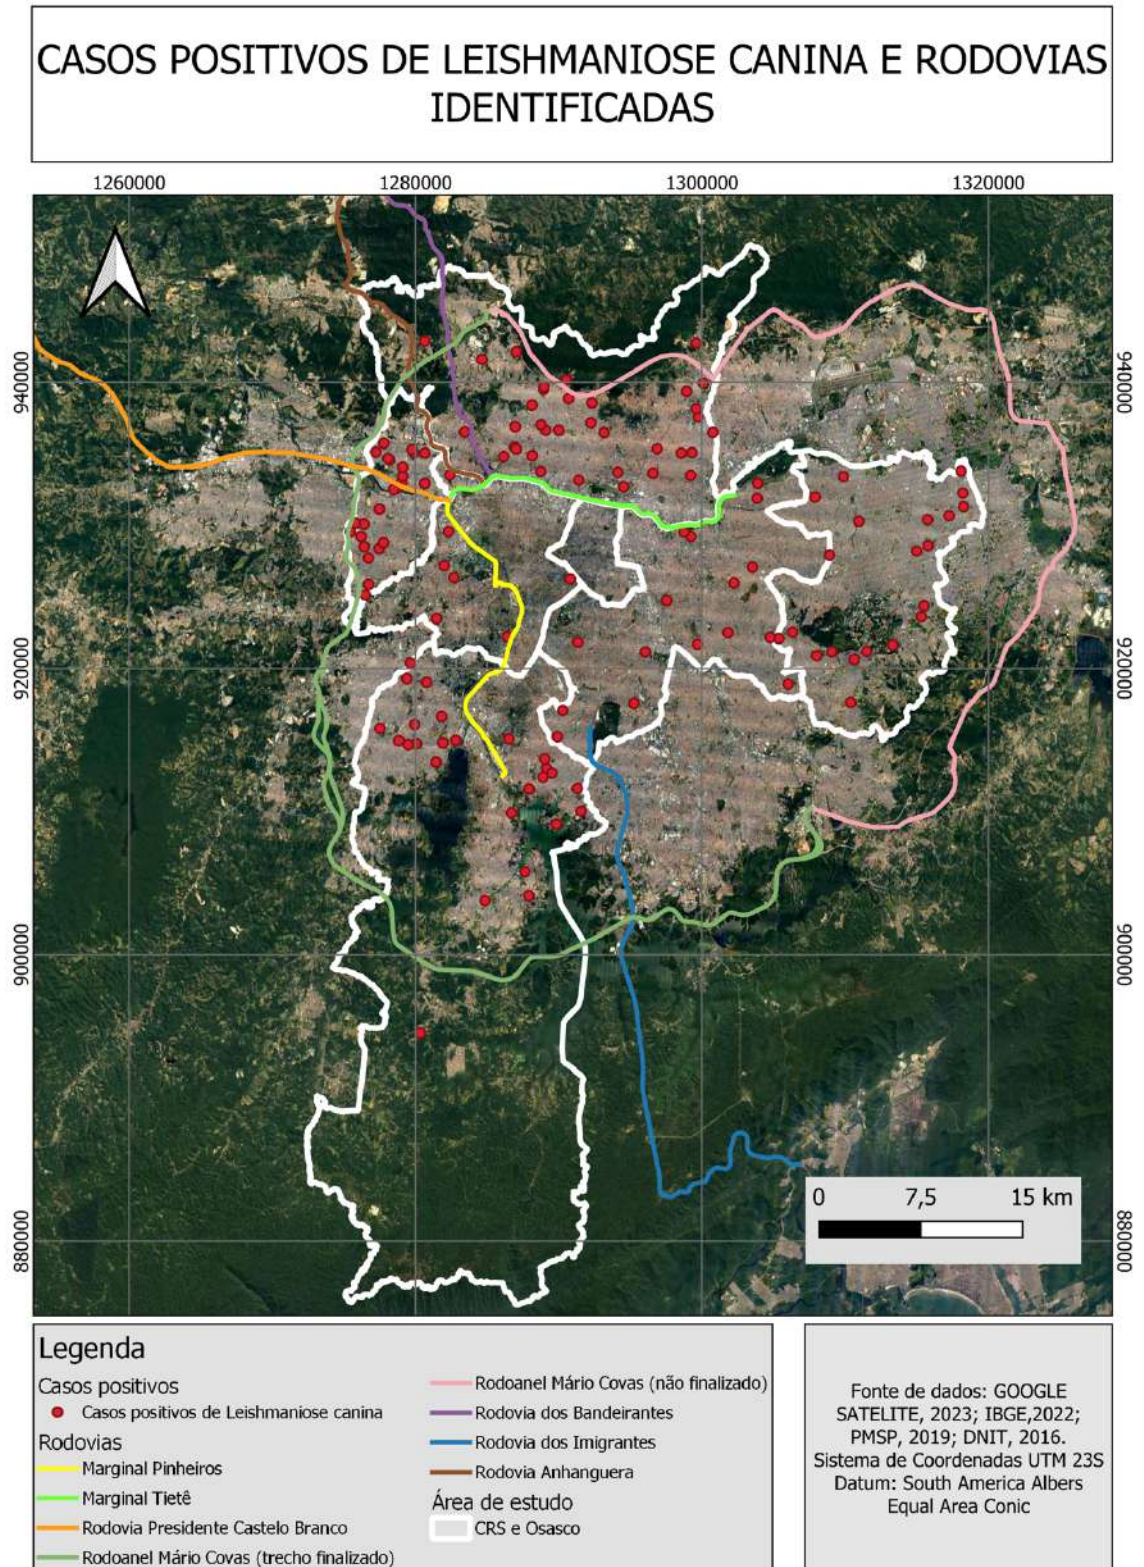 CASOS POSITIVOS DE LEISHMANIOSE CANINA E RODOVIAS
IDENTIFICADAS
1260000
1280000
1300000
1320000
940000
940000
920000
920000
900000
900000
880000
880000
0 7,5 15 km
Legenda
Casos positivos
Casos positivos de Leishmaniose canina
Rodovias
Marginal Pinheiros
Marginal Tietê
Rodovia Presidente Castelo Branco
Rodoanel Mário Covas (trecho finalizado)
Rodoanel Mário Covas (não finalizado)
Rodovia dos Bandeirantes
Rodovia dos Imigrantes
Rodovia Anhanguera
Área de estudo
CRS e Osasco
Fonte de dados: GOOGLE
SATELITE, 2023; IBGE,2022;
PMSP, 2019; DNIT, 2016.
Sistema de Coordenadas UTM 23S
Datum: South America Albers
Equal Area Conic